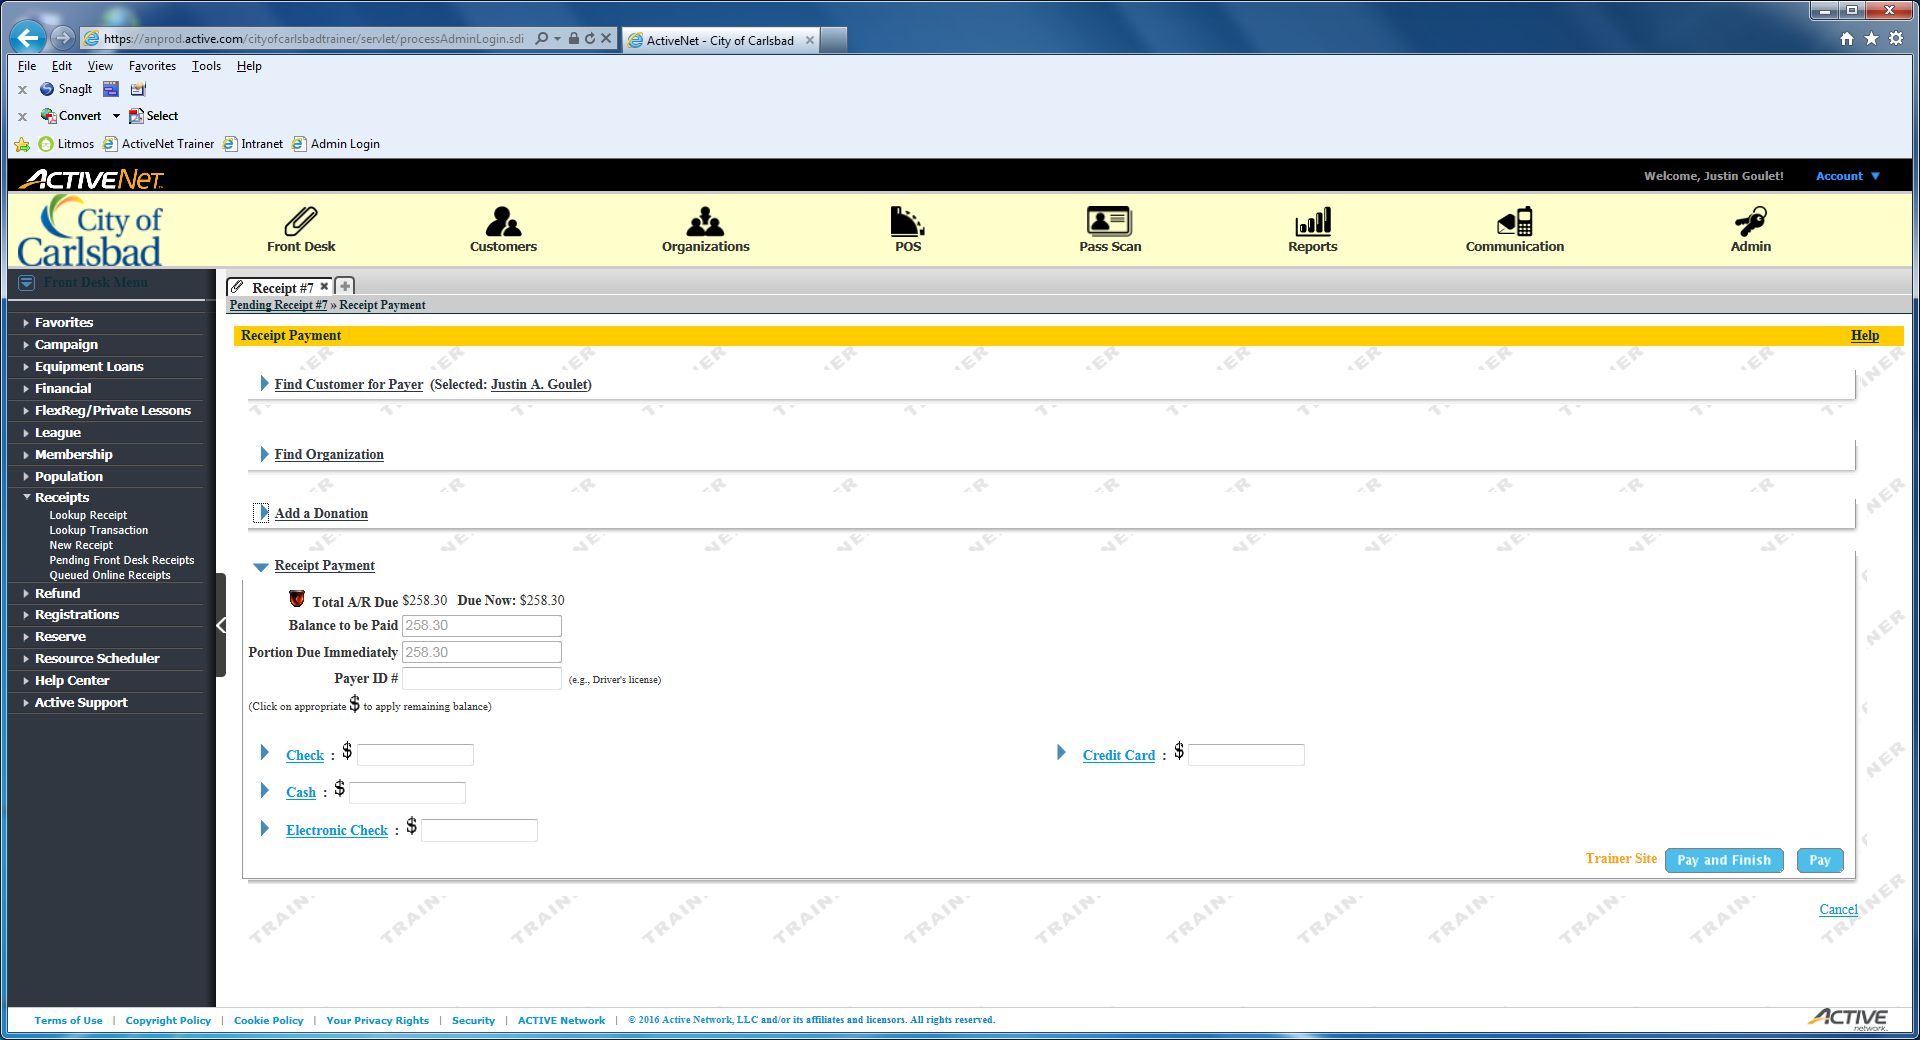 https://anprod.active.com/cityofcarlsbadtrainer/servlet/processAdminLogin.sdi
ActiveNet - City of Carlsbad
File Edit View Favorites Tools Help
x SnagIt
x Convert Select
Litmos ActiveNet Trainer Intranet Admin Login
ACTIVENET
Welcome, Justin Goulet! Account
City of Carlsbad
Front Desk Customers Organizations POS Pass Scan Reports Communication Admin
Front Desk Menu
Favorites
Campaign
Equipment Loans
Financial
FlexReg/Private Lessons
League
Membership
Population
Receipts
Lookup Receipt
Lookup Transaction
New Receipt
Pending Front Desk Receipts
Queued Online Receipts
Refund
Registrations
Reserve
Resource Scheduler
Help Center
Active Support
Receipt #7
Pending Receipt #7 » Receipt Payment
Receipt Payment Help
Find Customer for Payer (Selected: Justin A. Goulet)
Find Organization
Add a Donation
Receipt Payment
Total A/R Due $258.30 Due Now: $258.30
Balance to be Paid 258.30
Portion Due Immediately 258.30
Payer ID # (e.g., Driver's license)
(Click on appropriate $ to apply remaining balance)
Check : $
Credit Card : $
Cash : $
Electronic Check : $
Trainer Site Pay and Finish Pay
Cancel
Terms of Use | Copyright Policy | Cookie Policy | Your Privacy Rights | Security | ACTIVE Network | © 2016 Active Network, LLC and/or its affiliates and licensors. All rights reserved.
ACTIVE network